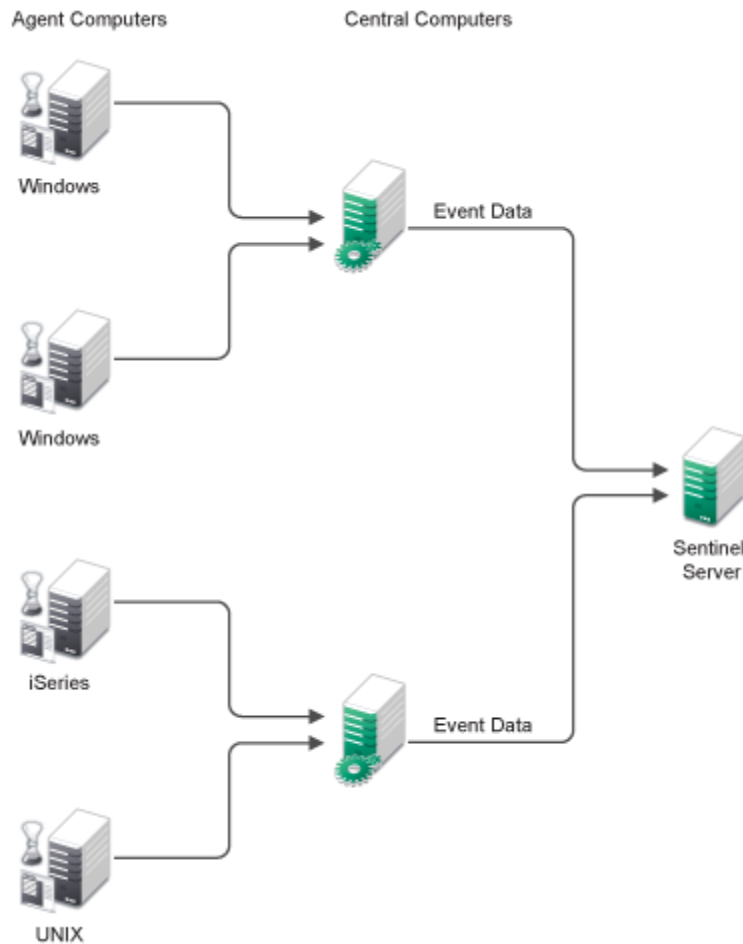 Agent Computers
Central Computers
Windows
Event Data
Windows
Sentinel
Server
iSeries
Event Data
UNIX